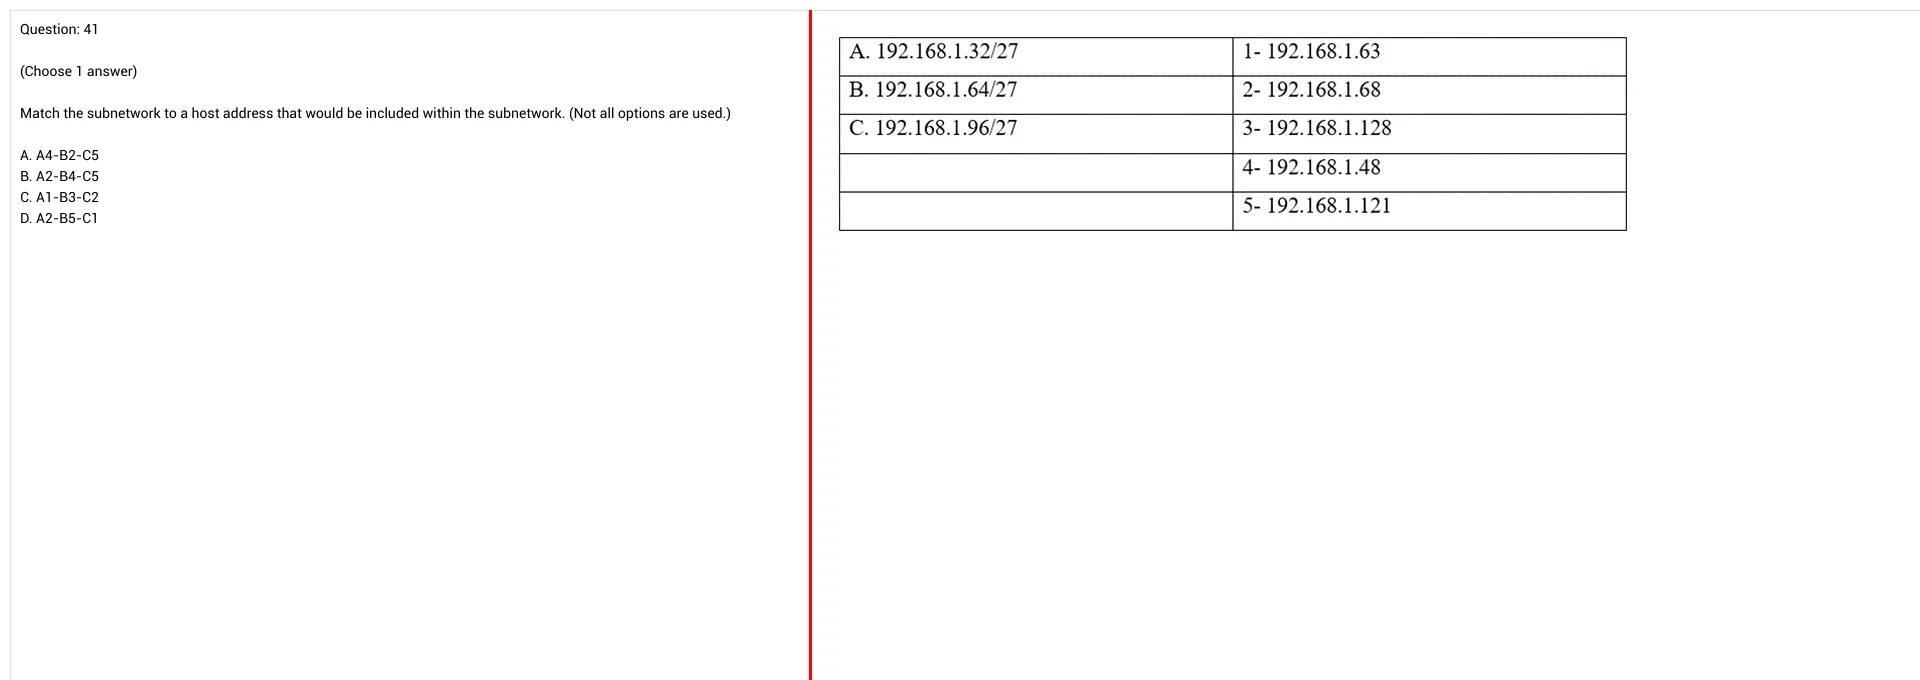 Question: 41
(Choose 1 answer)
Match the subnetwork to a host address that would be included within the subnetwork. (Not all options are used.)
A. A4-B2-C5
B. A2-B4-C5
C. A1-B3-C2
D. A2-B5-C1
A. 192.168.1.32/27 1- 192.168.1.63
B. 192.168.1.64/27 2- 192.168.1.68
C. 192.168.1.96/27 3- 192.168.1.128
4- 192.168.1.48
5- 192.168.1.121